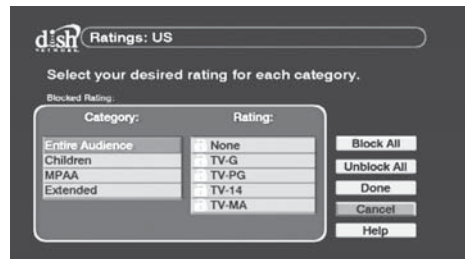 dish Ratings: US
NETWORK
Select your desired rating for each category.
Blocked Rating:
Category: Rating:
Entire Audience None Block All
Children TV-G Unblock All
MPAA TV-PG Done
Extended TV-14 Cancel
TV-MA Help